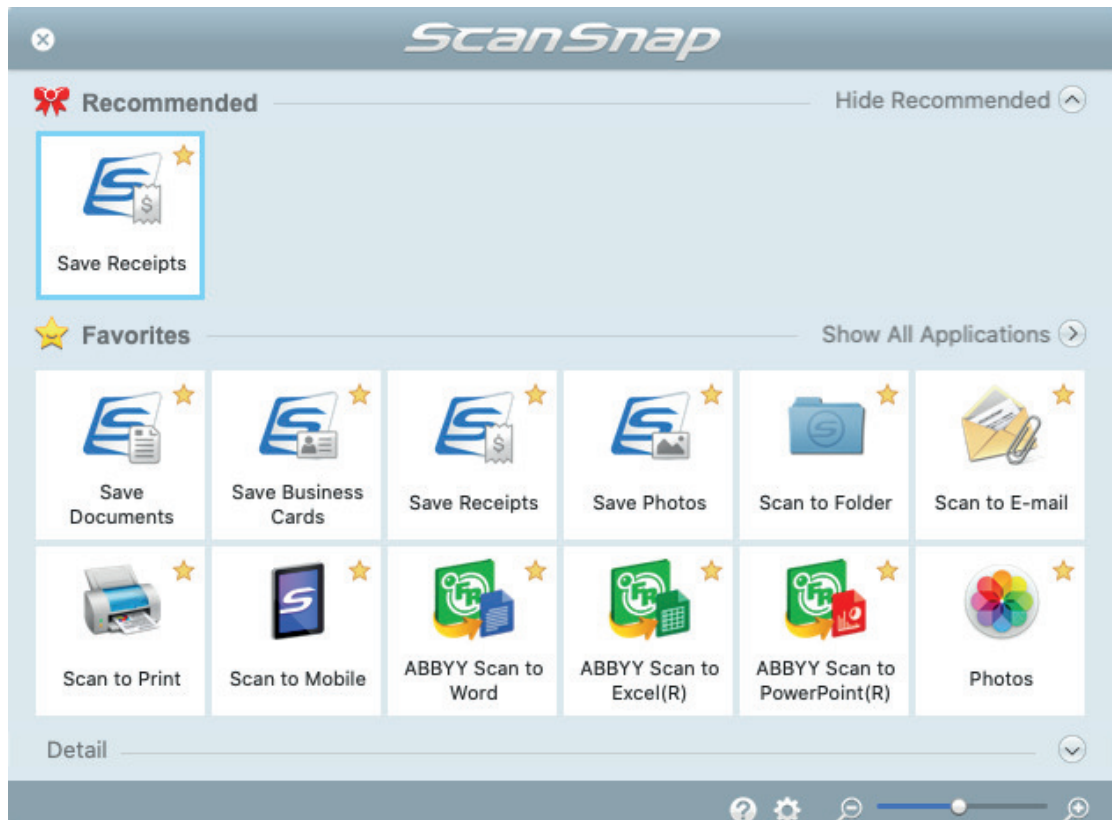 ScanSnap
Recommended
Hide Recommended
Save Receipts
Favorites
Show All Applications
Save
Documents
Save Business
Cards
Save Receipts
Save Photos
Scan to Folder
Scan to E-mail
Scan to Print
Scan to Mobile
ABBYY Scan to
Word
ABBYY Scan to
Excel(R)
ABBYY Scan to
PowerPoint(R)
Photos
Detail